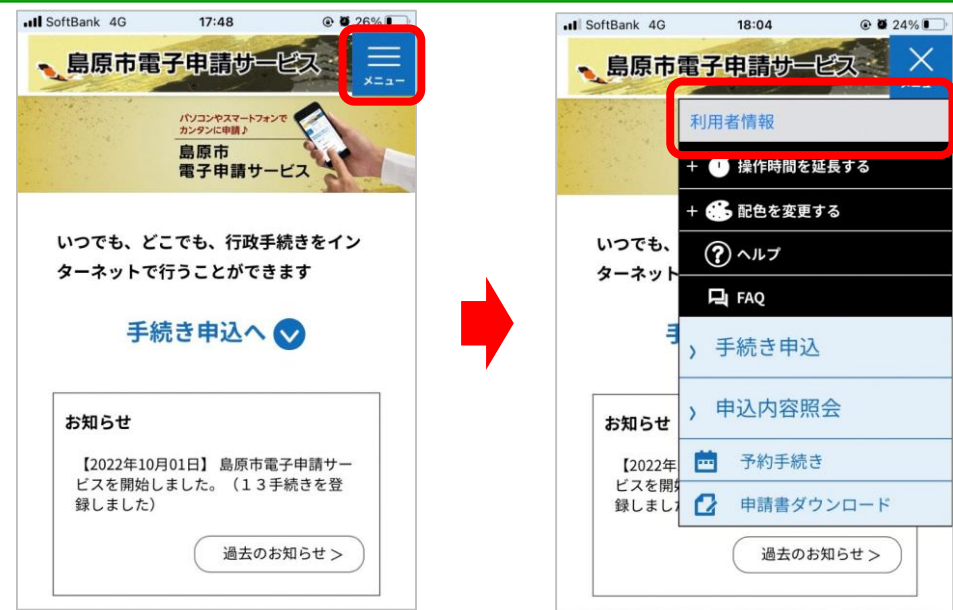 SoftBank 4G 17:48 26%
島原市電子申請サービス
メニュー
パソコンやスマートフォンで
カンタンに申請♪
島原市
電子申請サービス
いつでも、どこでも、行政手続きをイン
ターネットで行うことができます
手続き申込へ
お知らせ
【2022年10月01日】 島原市電子申請サー
ビスを開始しました。（１３手続きを登
録しました）
過去のお知らせ >
SoftBank 4G 18:04 24%
島原市電子申請サービス
利用者情報
+ 操作時間を延長する
+ 配色を変更する
いつでも、
ヘルプ
ターネット
FAQ
手続き申込
申込内容照会
お知らせ
【2022年
予約手続き
ビスを開
録しまし
申請書ダウンロード
過去のお知らせ >